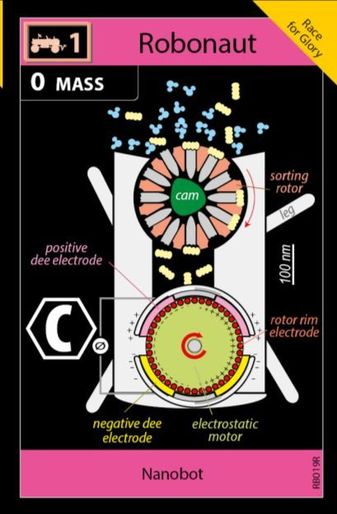 1
Robonaut
Race
for Glory
0 MASS
sorting
rotor
cam
leg
positive
dee electrode
100 nm
C
rotor rim
electrode
negative dee
electrode
electrostatic
motor
Nanobot
RB019R